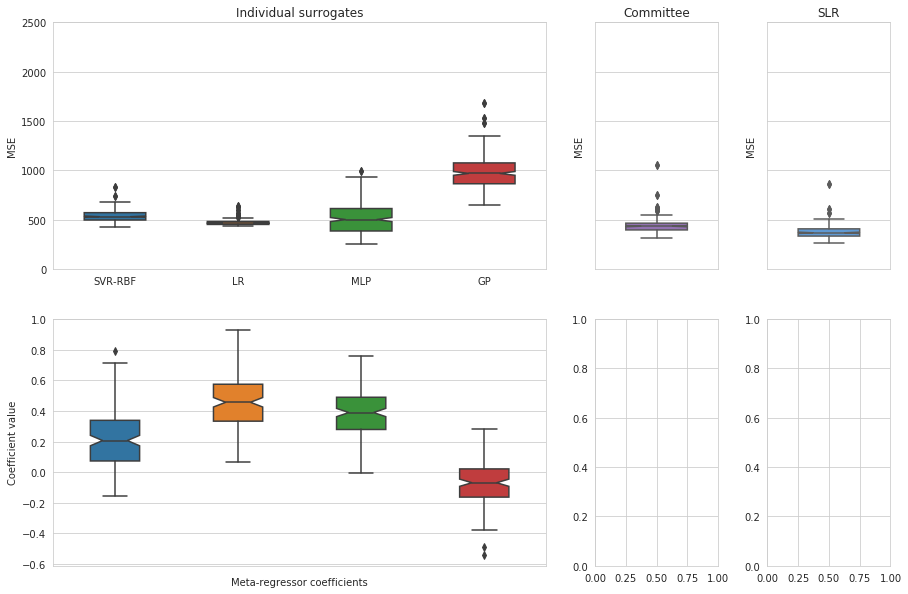 Individual surrogates
Committee
SLR
2500
2000
1500
1000
500
0
MSE
MSE
MSE
SVR-RBF LR MLP GP
1.0
0.8
0.6
0.4
0.2
0.0
−0.2
−0.4
−0.6
Coefficient value
Meta-regressor coefficients
1.0
0.8
0.6
0.4
0.2
0.0
0.00 0.25 0.50 0.75 1.00
1.0
0.8
0.6
0.4
0.2
0.0
0.00 0.25 0.50 0.75 1.00